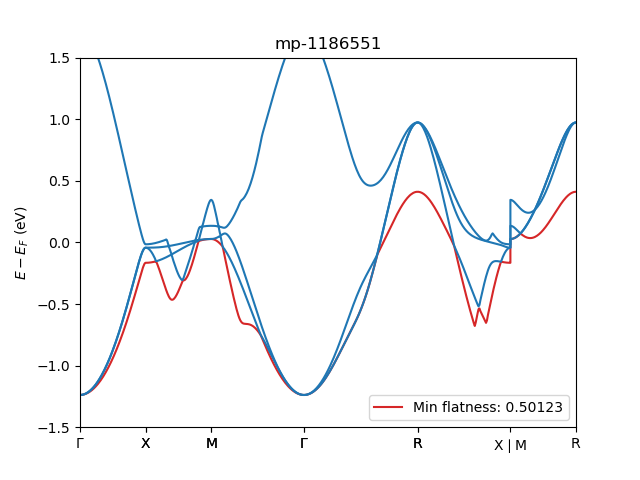 mp-1186551
E − E_F (eV)
1.5
1.0
0.5
0.0
−0.5
−1.0
−1.5
Min flatness: 0.50123
Γ X M Γ R X | M R